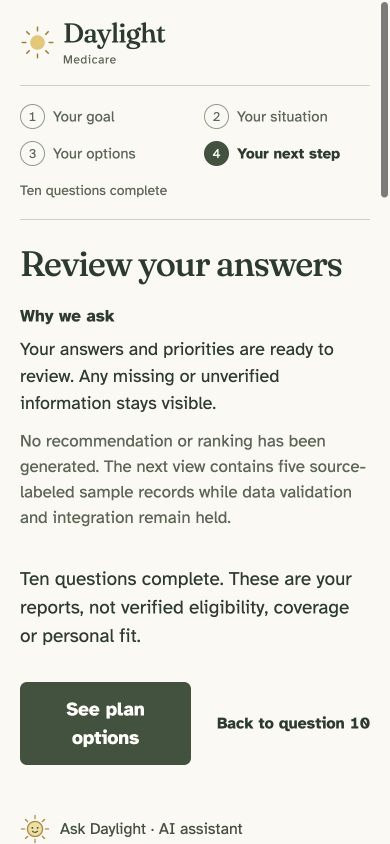 Daylight
Medicare
1 Your goal
2 Your situation
3 Your options
4 Your next step
Ten questions complete
Review your answers
Why we ask
Your answers and priorities are ready to
review. Any missing or unverified
information stays visible.
No recommendation or ranking has been
generated. The next view contains five source-
labeled sample records while data validation
and integration remain held.
Ten questions complete. These are your
reports, not verified eligibility, coverage
or personal fit.
See plan
options
Back to question 10
Ask Daylight · AI assistant